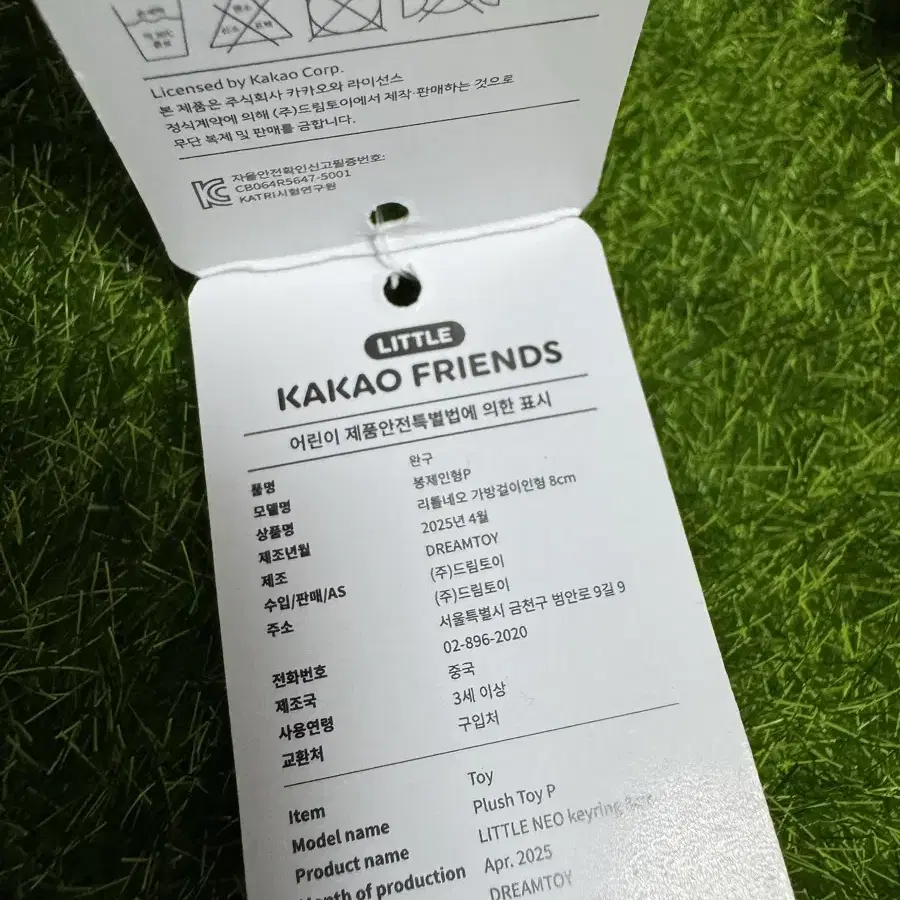 Licensed by Kakao Corp.
본 제품은 주식회사 카카오와 라이선스
정식계약에 의해 (주)드림토이에서 제작·판매하는 것으로
무단 복제 및 판매를 금합니다.
자율안전확인신고필증번호:
CB064R5647-5001
KATRI시험연구원
LITTLE
KAKAO FRIENDS
어린이 제품안전특별법에 의한 표시
품명 완구
모델명 봉제인형P
상품명 리틀네오 가방걸이인형 8cm
제조년월 2025년 4월
제조 DREAMTOY
수입/판매/AS (주)드림토이
주소 (주)드림토이
서울특별시 금천구 범안로 9길 9
전화번호 02-896-2020
제조국 중국
사용연령 3세 이상
교환처 구입처
Item Toy
Model name Plush Toy P
Product name LITTLE NEO keyring 8cm
Month of production Apr. 2025
DREAMTOY